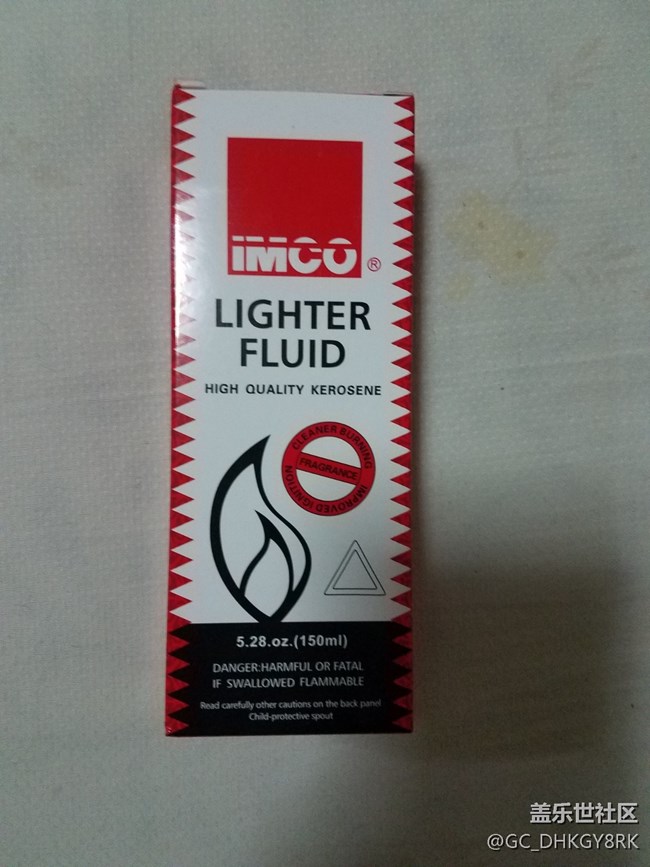 IMCO®
LIGHTER
FLUID
HIGH QUALITY KEROSENE
CLEANER BURNING
FRAGRANCE
IMPROVED IGNITION
5.28.oz.(150ml)
DANGER:HARMFUL OR FATAL
IF SWALLOWED FLAMMABLE
Read carefully other cautions on the back panel
Child-protective spout
盖乐世社区
@GC_DHKGY8RK